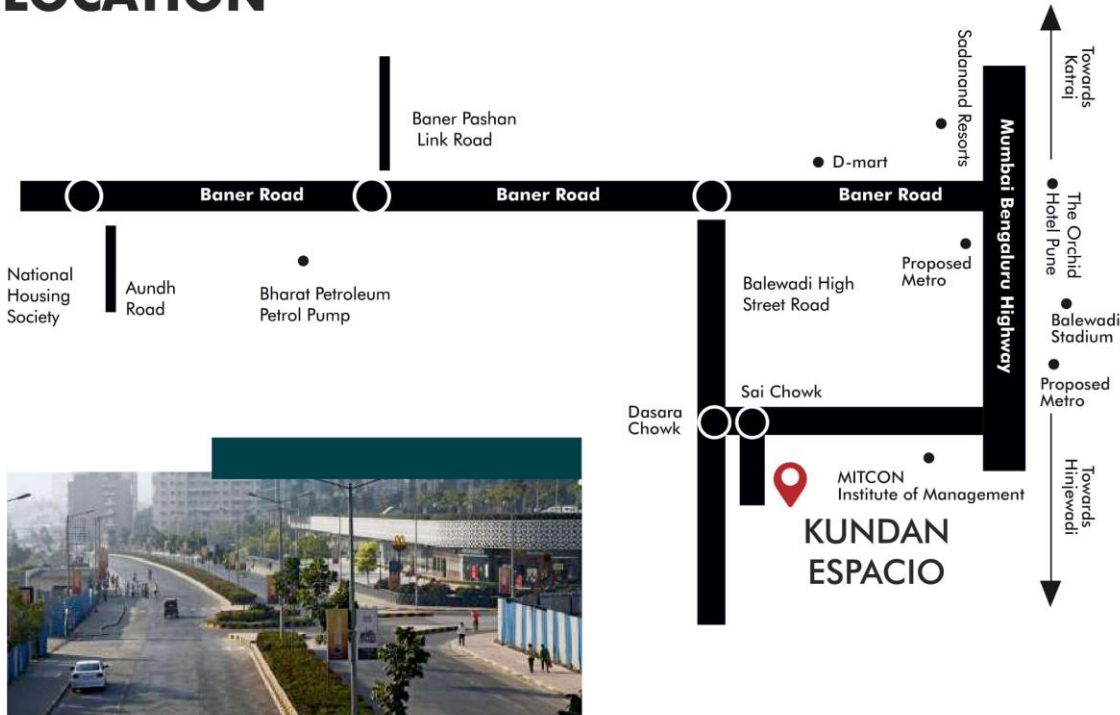 LOCATION
Baner Pashan
Link Road
D-mart
Sadanand Resorts
Towards
Katraj
Baner Road
Baner Road
Baner Road
Mumbai Bengaluru Highway
The Orchid
Hotel Pune
National
Housing
Society
Aundh
Road
Bharat Petroleum
Petrol Pump
Balewadi High
Street Road
Proposed
Metro
Balewadi
Stadium
Proposed
Metro
Sai Chowk
Dasara
Chowk
MITCON
Institute of Management
KUNDAN
ESPACIO
Towards
Hinjewadi